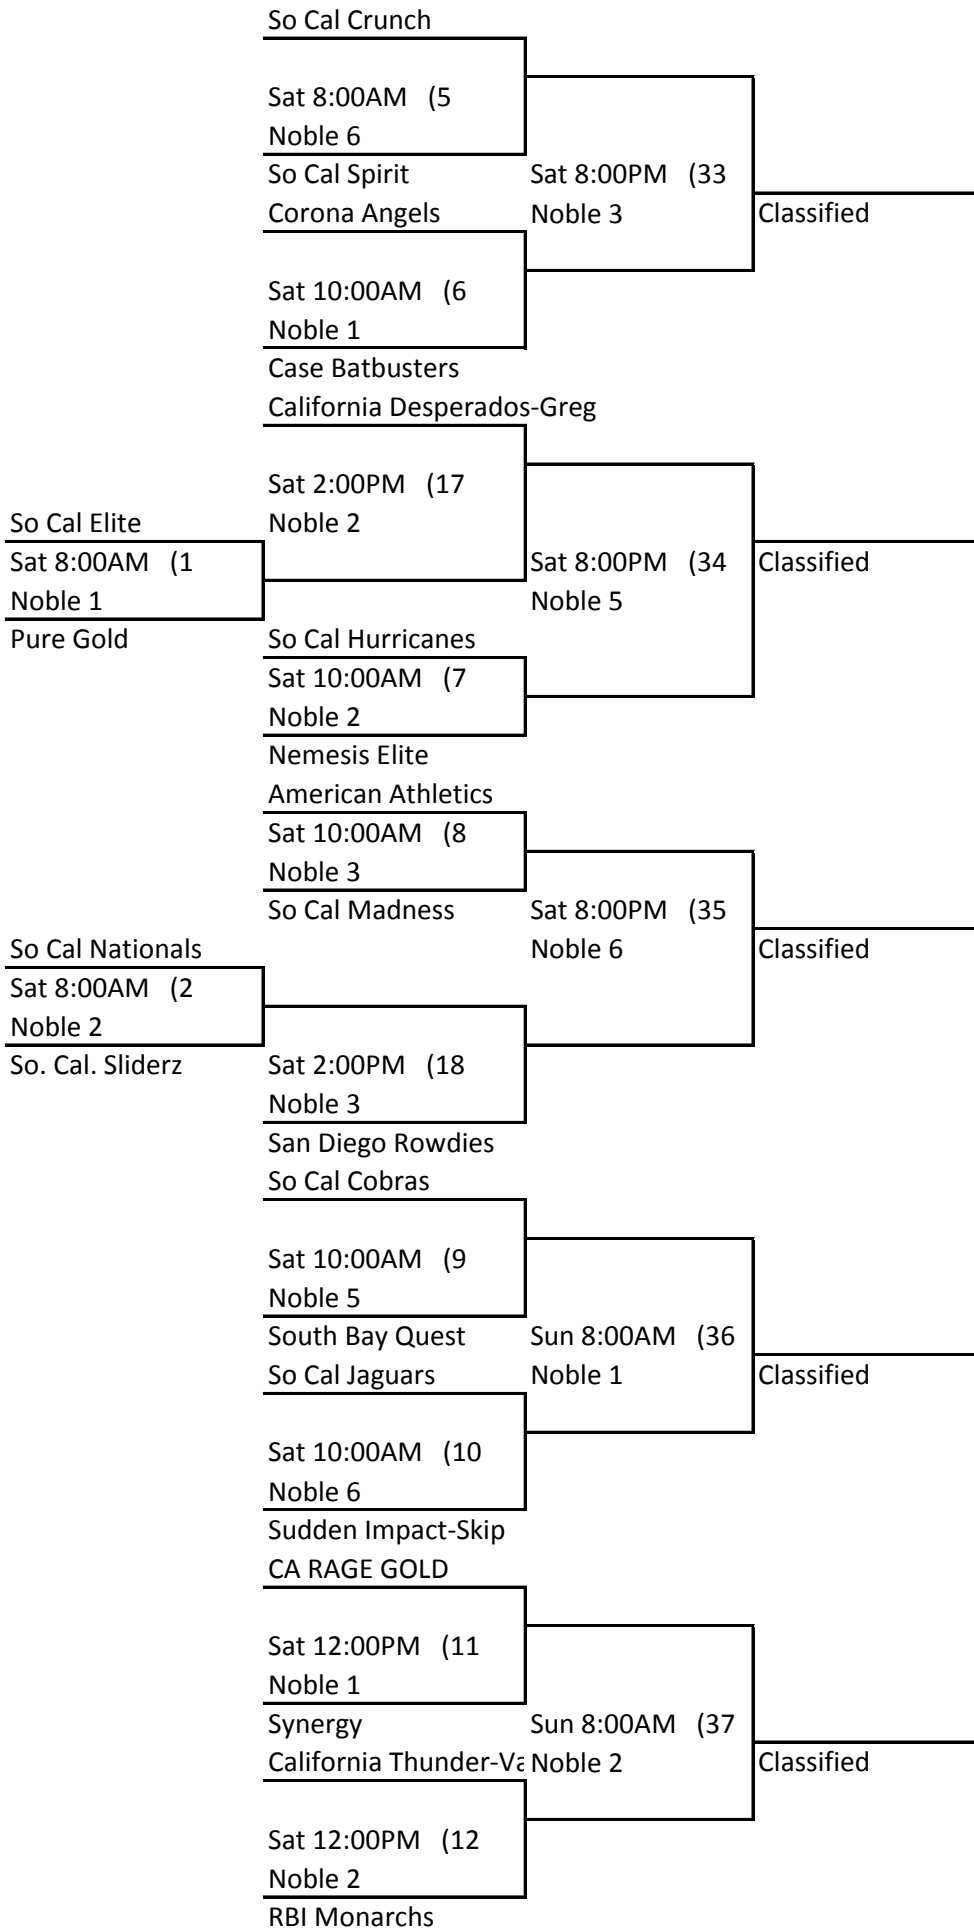 So Cal Crunch
Sat 8:00AM (5
Noble 6
So Cal Spirit Sat 8:00PM (33
Corona Angels Noble 3 Classified
Sat 10:00AM (6
Noble 1
Case Batbusters
California Desperados-Greg
Sat 2:00PM (17
So Cal Elite Noble 2
Sat 8:00AM (1 Sat 8:00PM (34 Classified
Noble 1 Noble 5
Pure Gold So Cal Hurricanes
Sat 10:00AM (7
Noble 2
Nemesis Elite
American Athletics
Sat 10:00AM (8
Noble 3
So Cal Madness Sat 8:00PM (35
So Cal Nationals Noble 6 Classified
Sat 8:00AM (2
Noble 2
So. Cal. Sliderz Sat 2:00PM (18
Noble 3
San Diego Rowdies
So Cal Cobras
Sat 10:00AM (9
Noble 5
South Bay Quest Sun 8:00AM (36
So Cal Jaguars Noble 1 Classified
Sat 10:00AM (10
Noble 6
Sudden Impact-Skip
CA RAGE GOLD
Sat 12:00PM (11
Noble 1
Synergy Sun 8:00AM (37
California Thunder-Va Noble 2 Classified
Sat 12:00PM (12
Noble 2
RBI Monarchs